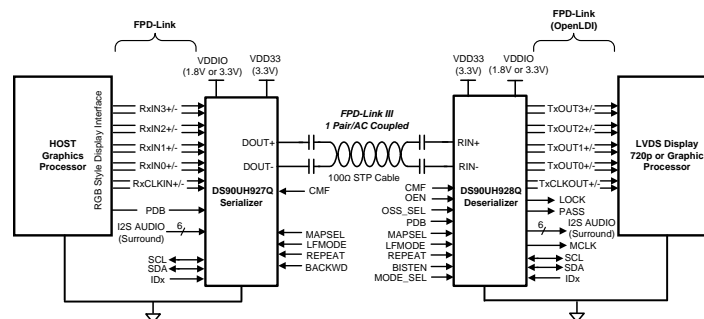 FPD-Link
FPD-Link
(OpenLDI)
VDDIO
(1.8V or 3.3V)
VDD33
(3.3V)
VDD33
(3.3V)
VDDIO
(1.8V or 3.3V)
HOST
Graphics
Processor
RGB Style Display Interface
RxIN3+/-
RxIN2+/-
RxIN1+/-
RxIN0+/-
RxCLKIN+/-
PDB
I2S AUDIO
(Surround)
6
SCL
SDA
IDx
DOUT+
DOUT-
DS90UH927Q
Serializer
CMF
MAPSEL
LFMODE
REPEAT
BACKWD
FPD-Link III
1 Pair/AC Coupled
100Ω STP Cable
RIN+
RIN-
DS90UH928Q
Deserializer
CMF
OEN
OSS_SEL
PDB
MAPSEL
LFMODE
REPEAT
BISTEN
MODE_SEL
TxOUT3+/-
TxOUT2+/-
TxOUT1+/-
TxOUT0+/-
TxCLKOUT+/-
LOCK
PASS
6
I2S AUDIO
(Surround)
MCLK
SCL
SDA
IDx
LVDS Display
720p or Graphic
Processor